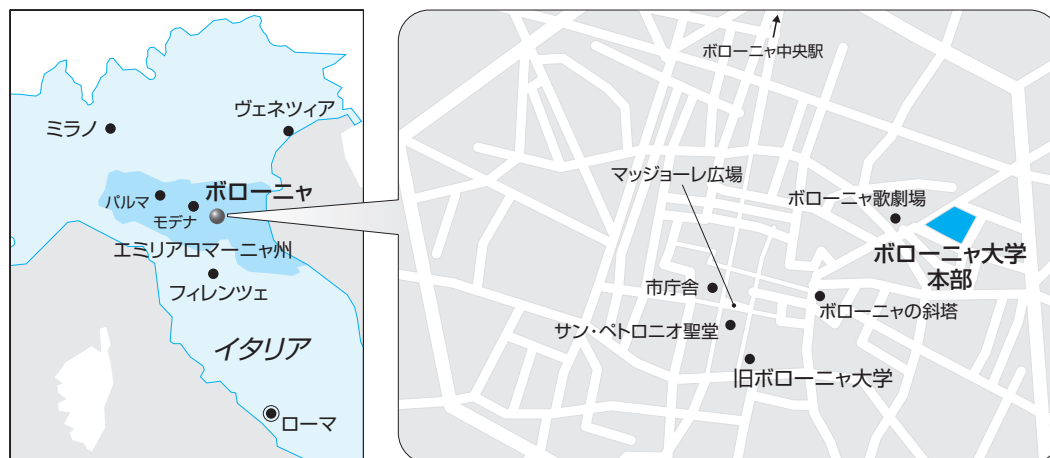 ミラノ
ヴェネツィア
パルマ
モデナ
ボローニャ
エミリアロマーニャ州
フィレンツェ
イタリア
ローマ
ボローニャ中央駅
マッジョーレ広場
ボローニャ歌劇場
ボローニャ大学
本部
市庁舎
ボローニャの斜塔
サン・ペトロニオ聖堂
旧ボローニャ大学